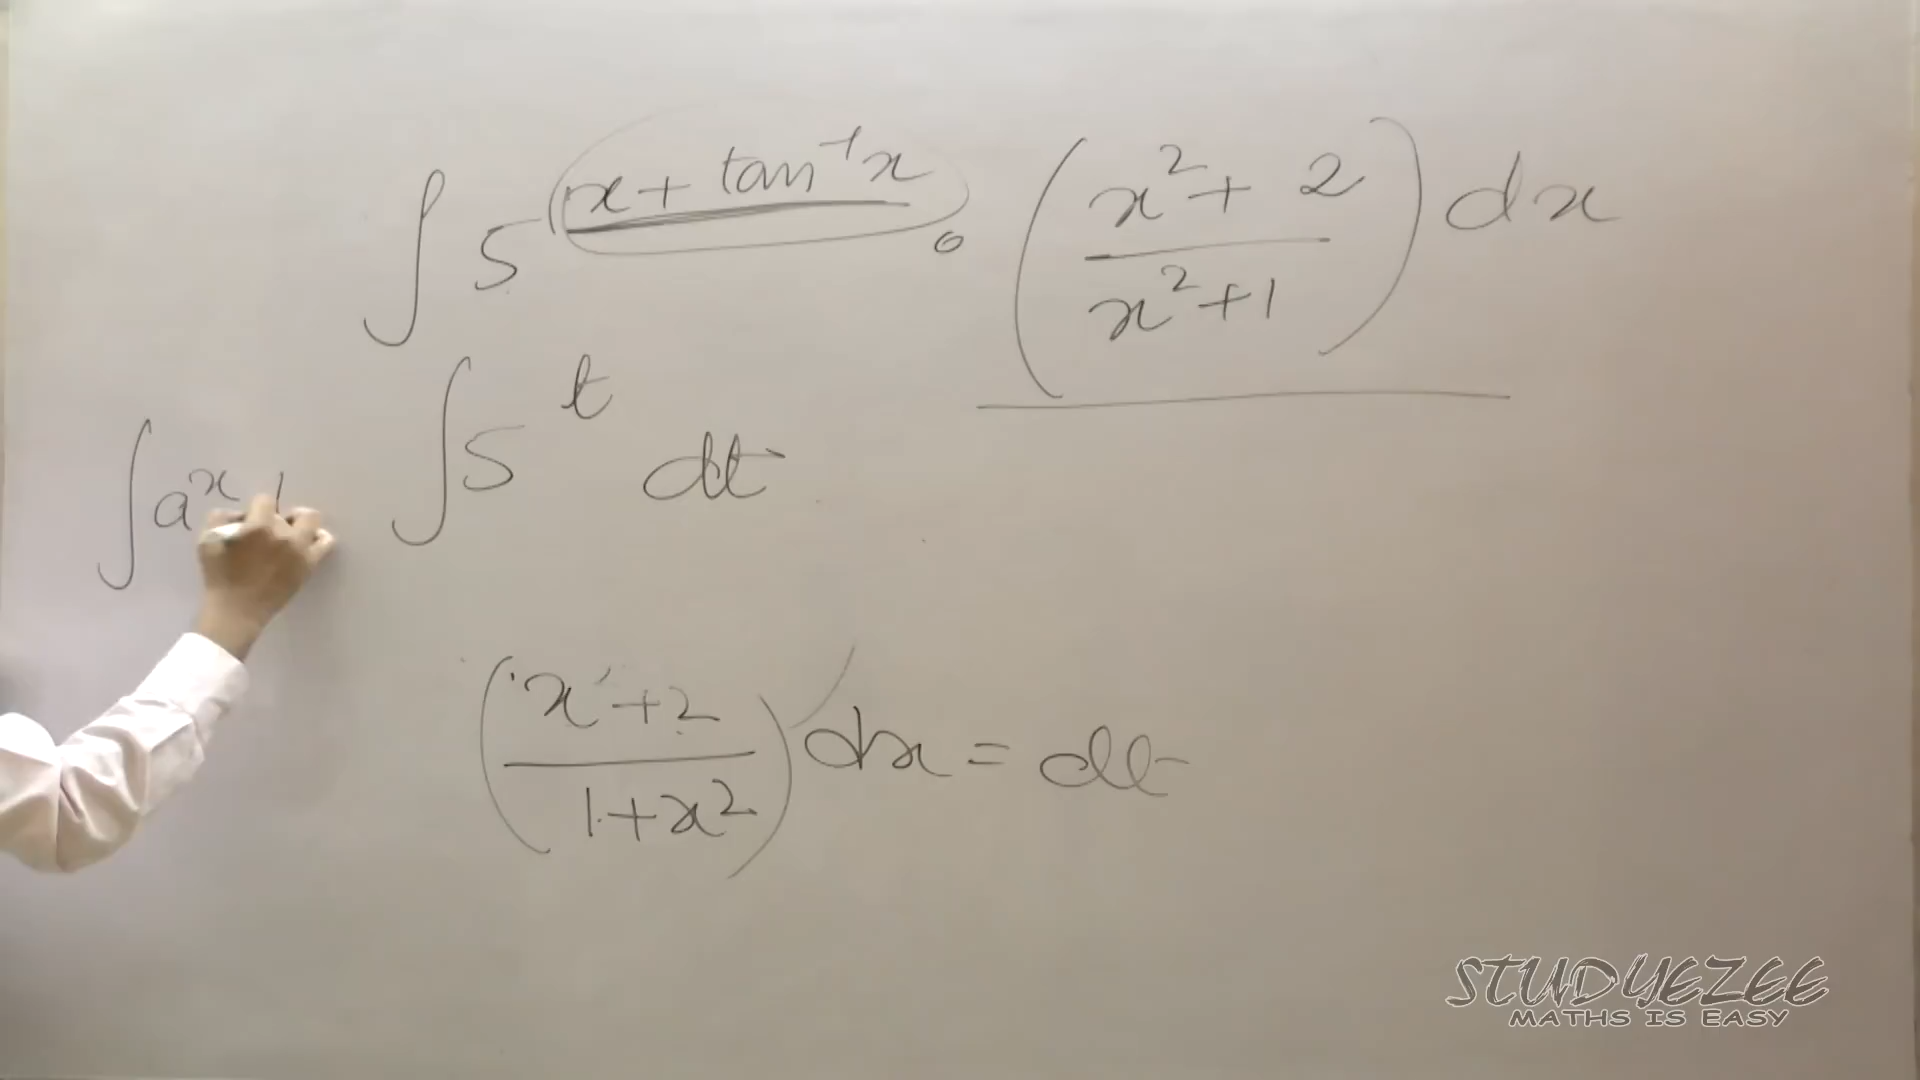 ∫ 5^(x + tan⁻¹x) . (x² + 2 / x² + 1) dx
∫ 5^t dt
∫ a^x
(x² + 2 / 1 + x²) dx = dt
STUDYEZEE
MATHS IS EASY